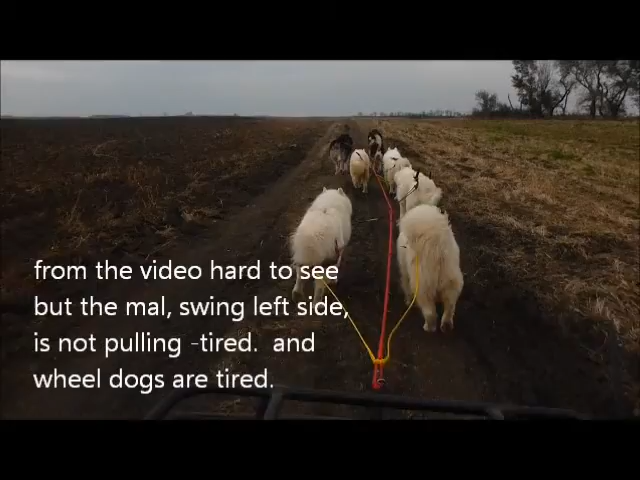 from the video hard to see
but the mal, swing left side,
is not pulling -tired.  and
wheel dogs are tired.